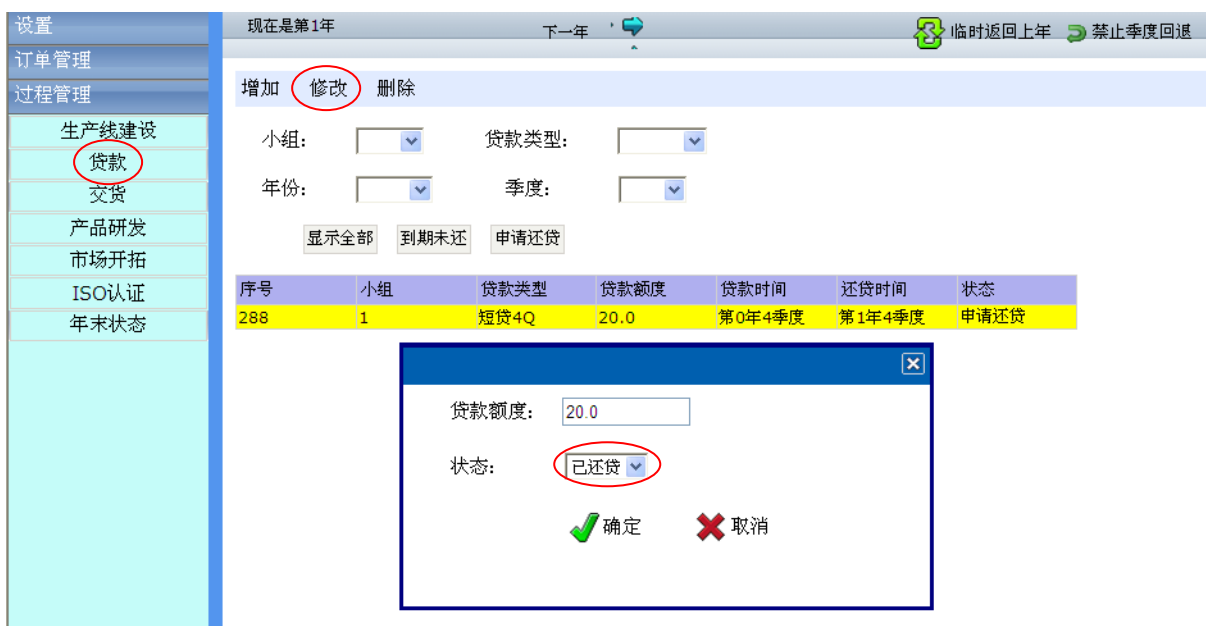 设置
订单管理
过程管理
生产线建设
贷款
交货
产品研发
市场开拓
ISO认证
年末状态
现在是第1年
下一年
临时返回上年
禁止季度回退
增加 修改 删除
小组: 贷款类型:
年份: 季度:
显示全部 到期未还 申请还贷
序号 小组 贷款类型 贷款额度 贷款时间 还贷时间 状态
288 1 短贷4Q 20.0 第0年4季度 第1年4季度 申请还贷
贷款额度: 20.0
状态: 已还贷
确定 取消